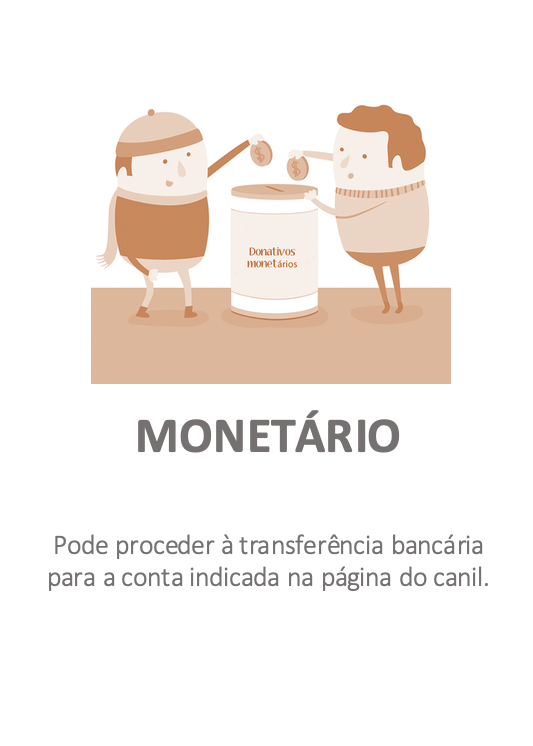 Donativos
monetários
MONETÁRIO
Pode proceder à transferência bancária
para a conta indicada na página do canil.